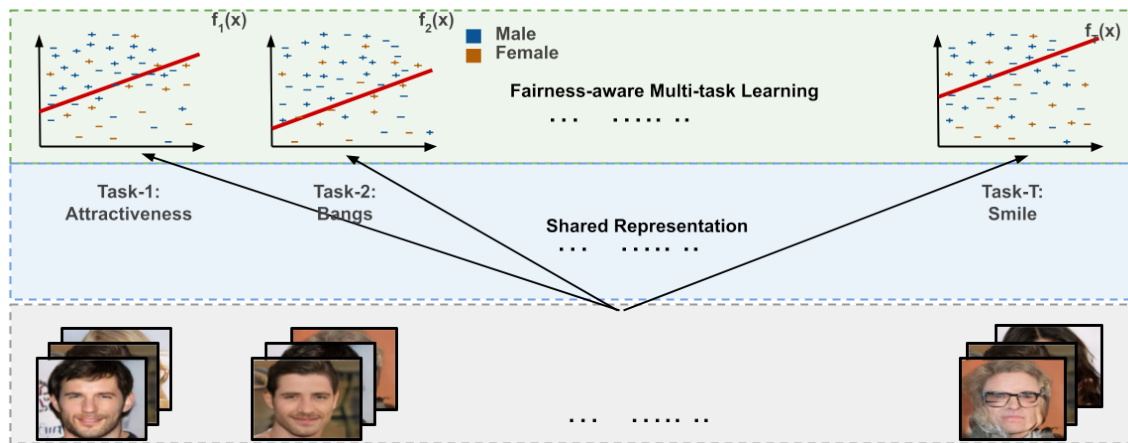 f1(x)
f2(x)
Male
Female
Fairness-aware Multi-task Learning
... ..... ..
Task-1:
Attractiveness
Task-2:
Bangs
Task-T:
Smile
Shared Representation
... ..... ..
... ..... ..